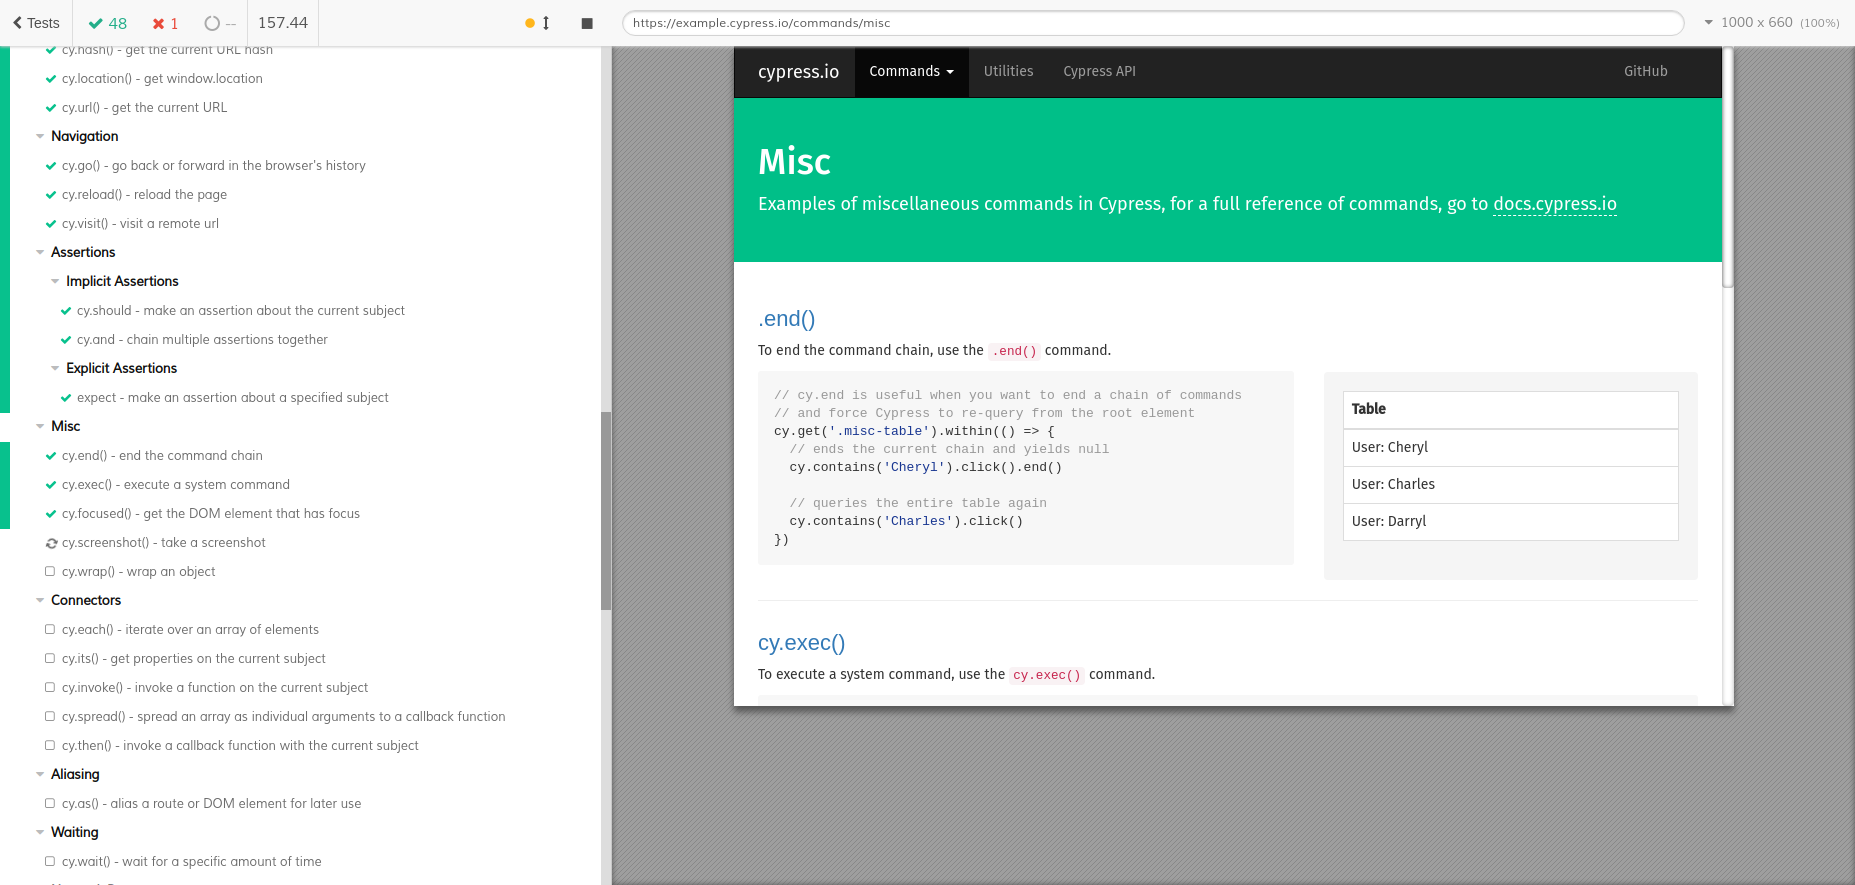 Tests 48 1 -- 157.44
https://example.cypress.io/commands/misc
1000 x 660 (100%)
cy.hash() - get the current URL hash
cy.location() - get window.location
cy.url() - get the current URL
Navigation
cy.go() - go back or forward in the browser's history
cy.reload() - reload the page
cy.visit() - visit a remote url
Assertions
Implicit Assertions
cy.should - make an assertion about the current subject
cy.and - chain multiple assertions together
Explicit Assertions
expect - make an assertion about a specified subject
Misc
cy.end() - end the command chain
cy.exec() - execute a system command
cy.focused() - get the DOM element that has focus
cy.screenshot() - take a screenshot
cy.wrap() - wrap an object
Connectors
cy.each() - iterate over an array of elements
cy.its() - get properties on the current subject
cy.invoke() - invoke a function on the current subject
cy.spread() - spread an array as individual arguments to a callback function
cy.then() - invoke a callback function with the current subject
Aliasing
cy.as() - alias a route or DOM element for later use
Waiting
cy.wait() - wait for a specific amount of time
cypress.io Commands Utilities Cypress API GitHub
Misc
Examples of miscellaneous commands in Cypress, for a full reference of commands, go to docs.cypress.io
.end()
To end the command chain, use the .end() command.
// cy.end is useful when you want to end a chain of commands
// and force Cypress to re-query from the root element
cy.get('.misc-table').within(() => {
// ends the current chain and yields null
cy.contains('Cheryl').click().end()
// queries the entire table again
cy.contains('Charles').click()
})
Table
User: Cheryl
User: Charles
User: Darryl
cy.exec()
To execute a system command, use the cy.exec() command.